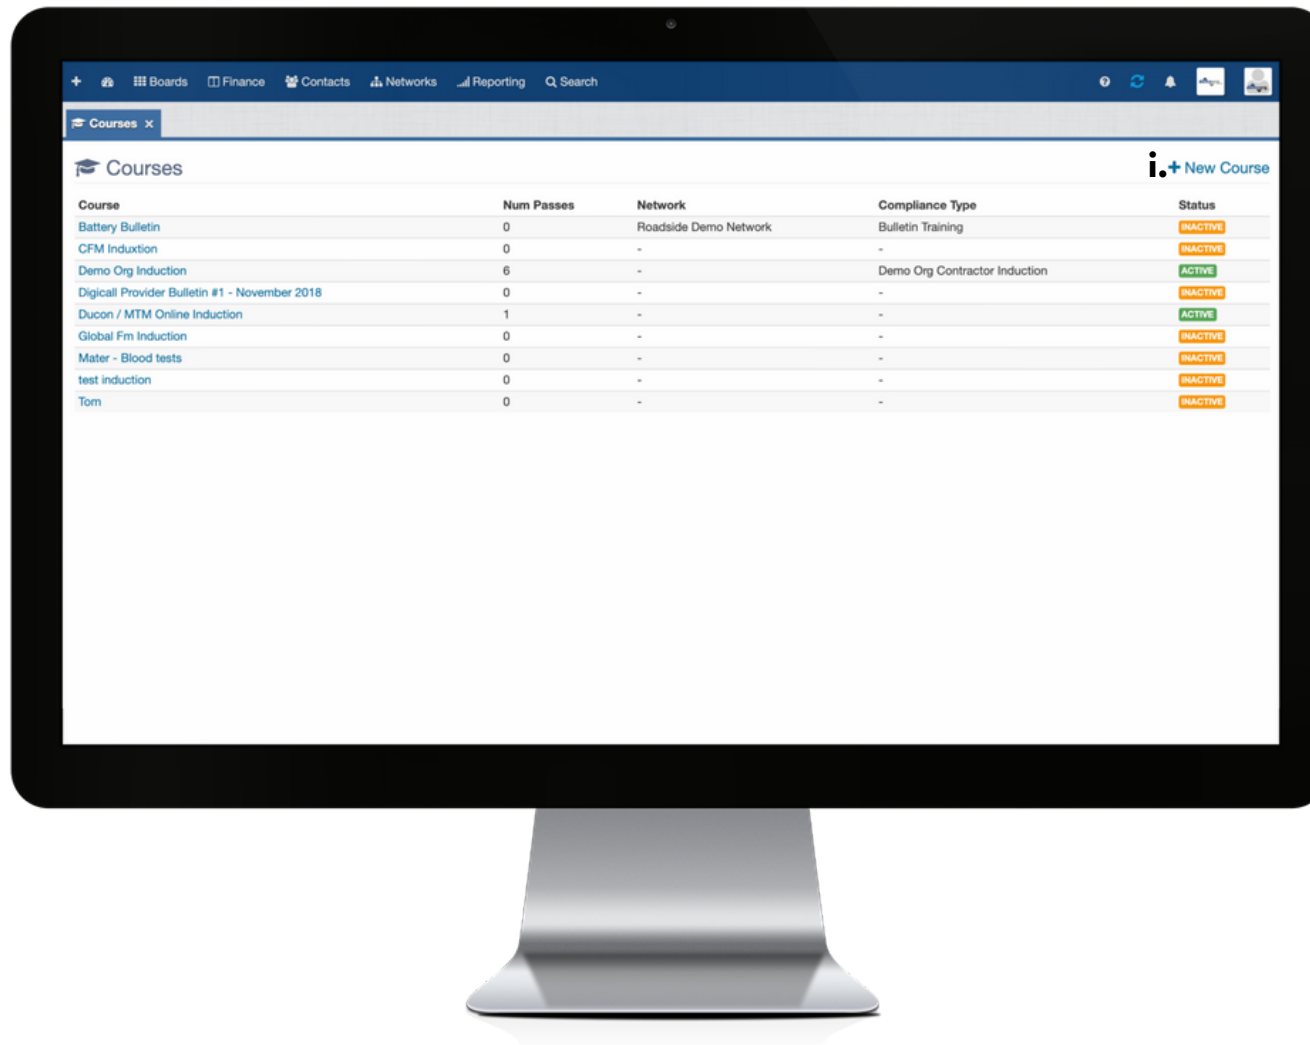 + Boards Finance Contacts Networks Reporting Search
Courses x
Courses
i.+ New Course
Course Num Passes Network Compliance Type Status
Battery Bulletin 0 Roadside Demo Network Bulletin Training INACTIVE
CFM Induxtion 0 - - INACTIVE
Demo Org Induction 6 - Demo Org Contractor Induction ACTIVE
Digicall Provider Bulletin #1 - November 2018 0 - - INACTIVE
Ducon / MTM Online Induction 1 - - ACTIVE
Global Fm Induction 0 - - INACTIVE
Mater - Blood tests 0 - - INACTIVE
test induction 0 - - INACTIVE
Tom 0 - - INACTIVE